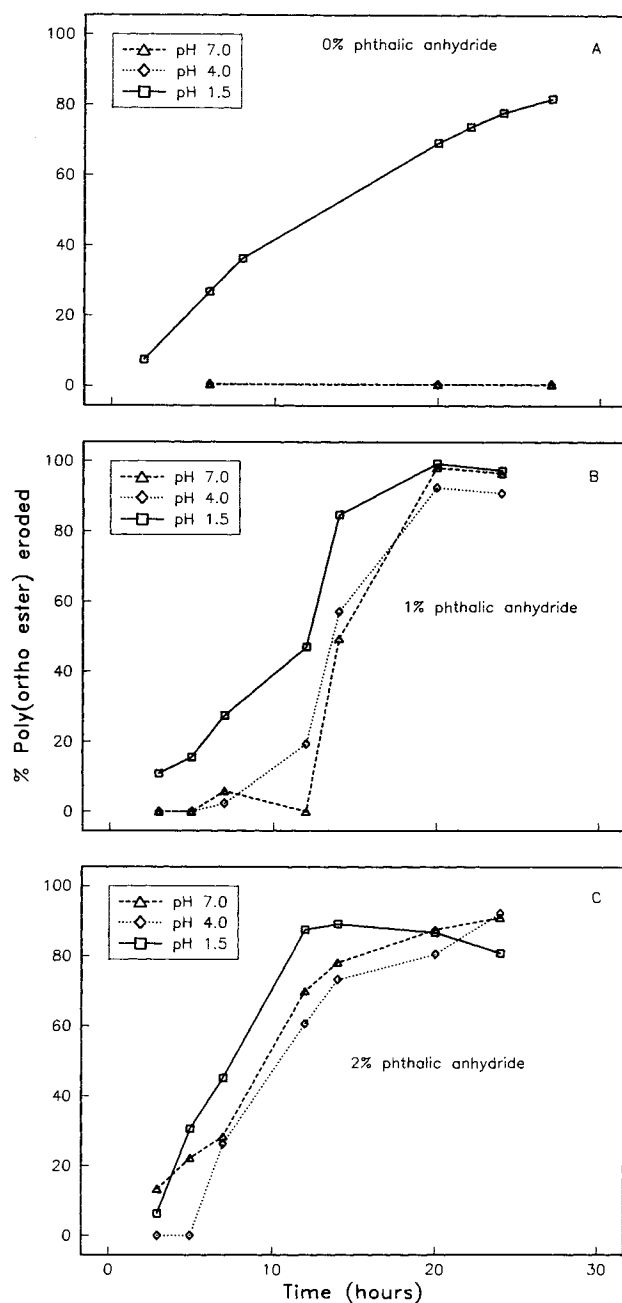 0% phthalic anhydride
A
pH 7.0
pH 4.0
pH 1.5
100
80
60
40
20
0
B
pH 7.0
pH 4.0
pH 1.5
1% phthalic anhydride
100
80
60
40
20
0
% Poly(ortho ester) eroded
C
pH 7.0
pH 4.0
pH 1.5
2% phthalic anhydride
100
80
60
40
20
0
0 10 20 30
Time (hours)